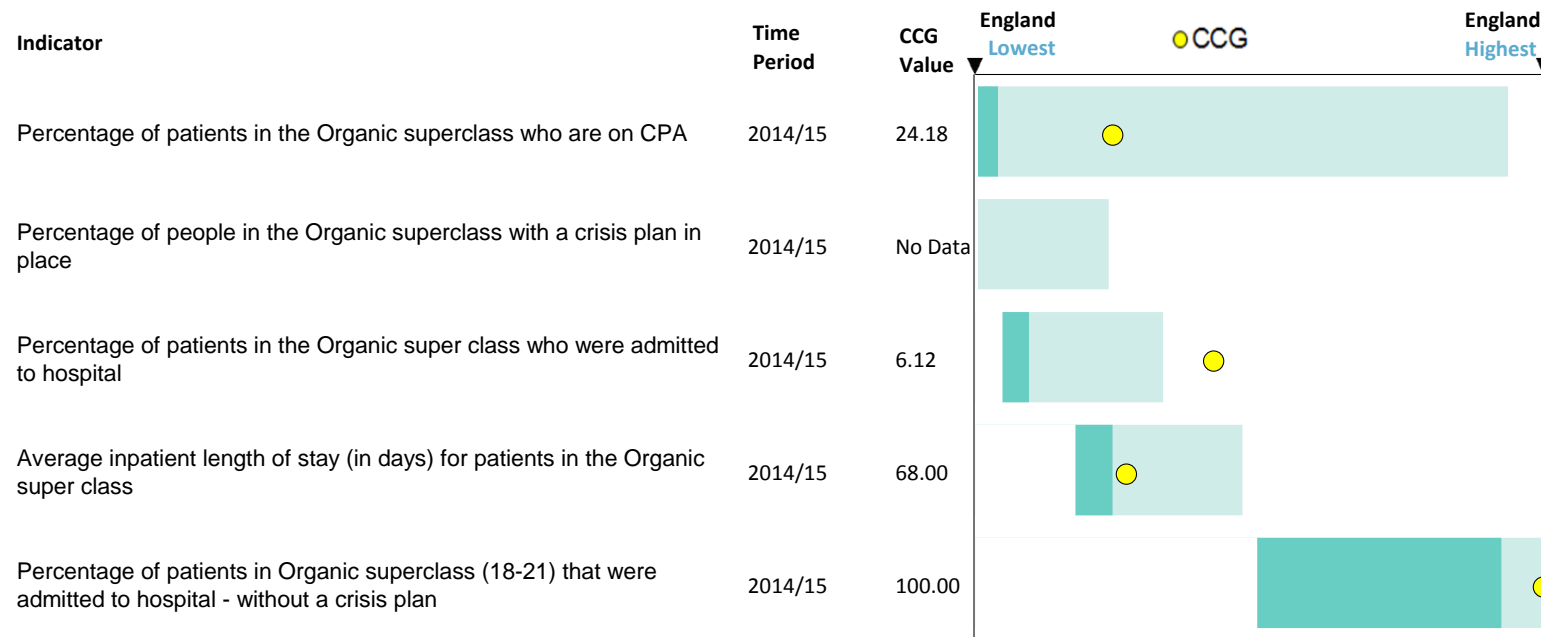 Indicator
Time
Period
CCG
Value
England
Lowest
CCG
England
Highest
Percentage of patients in the Organic superclass who are on CPA
2014/15
24.18
Percentage of people in the Organic superclass with a crisis plan in
place
2014/15
No Data
Percentage of patients in the Organic super class who were admitted
to hospital
2014/15
6.12
Average inpatient length of stay (in days) for patients in the Organic
super class
2014/15
68.00
Percentage of patients in Organic superclass (18-21) that were
admitted to hospital - without a crisis plan
2014/15
100.00